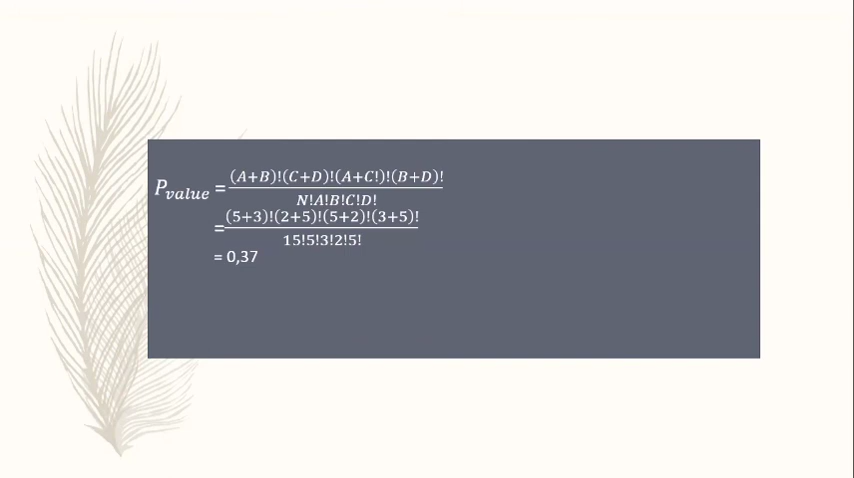 P_value = (A+B)!(C+D)!(A+C!)!(B+D)! / N!A!B!C!D!
= (5+3)!(2+5)!(5+2)!(3+5)! / 15!5!3!2!5!
= 0,37